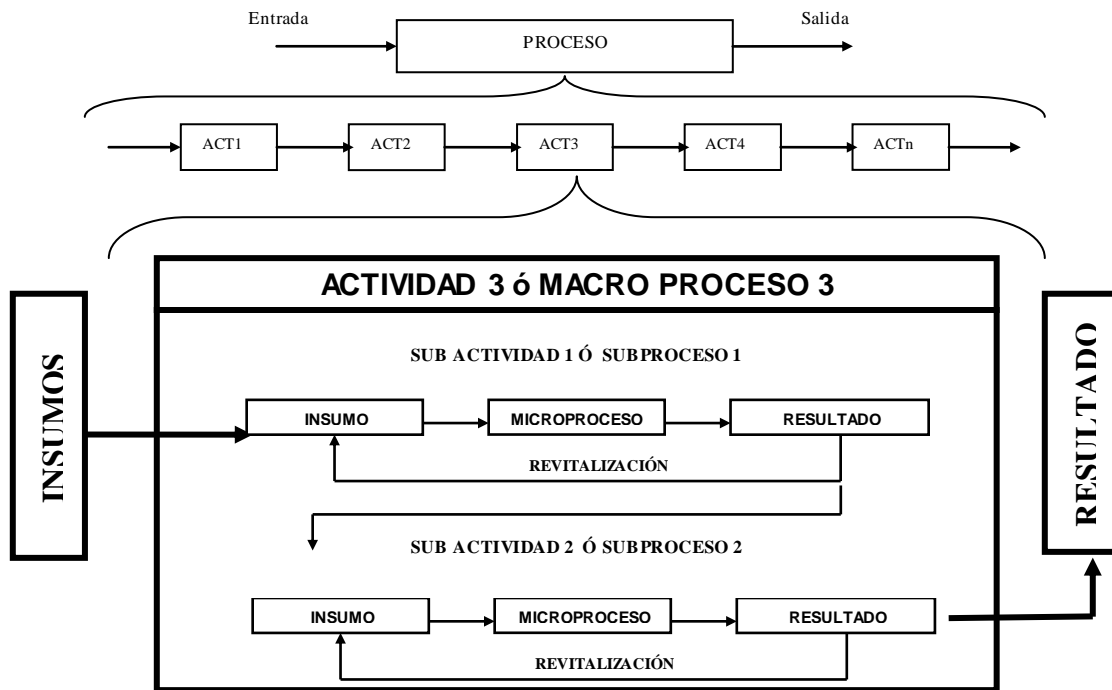 Entrada
Salida
PROCESO
ACT1
ACT2
ACT3
ACT4
ACTn
INSUMOS
ACTIVIDAD 3 ó MACRO PROCESO 3
RESULTADO
SUB ACTIVIDAD 1 Ó SUBPROCESO 1
INSUMO
MICROPROCESO
RESULTADO
REVITALIZACIÓN
SUB ACTIVIDAD 2 Ó SUBPROCESO 2
INSUMO
MICROPROCESO
RESULTADO
REVITALIZACIÓN